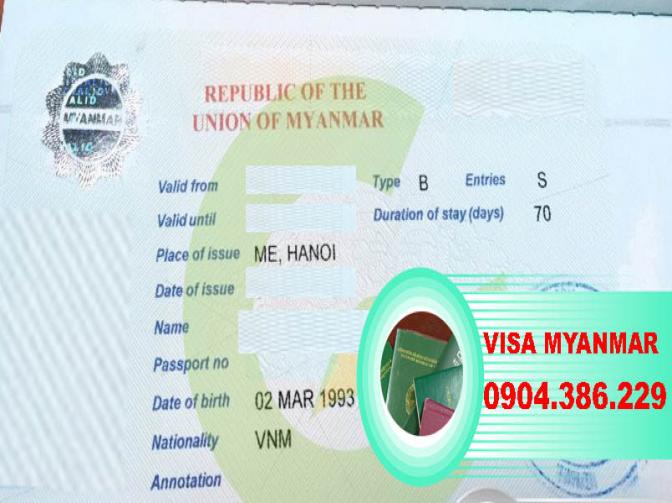 VALID
MYANMAR
REPUBLIC OF THE
UNION OF MYANMAR
Valid from
Type B Entries S
Valid until
Duration of stay (days) 70
Place of issue ME, HANOI
Date of issue
Name
Passport no
Date of birth 02 MAR 1993
Nationality VNM
Annotation
VISA MYANMAR
0904.386.229